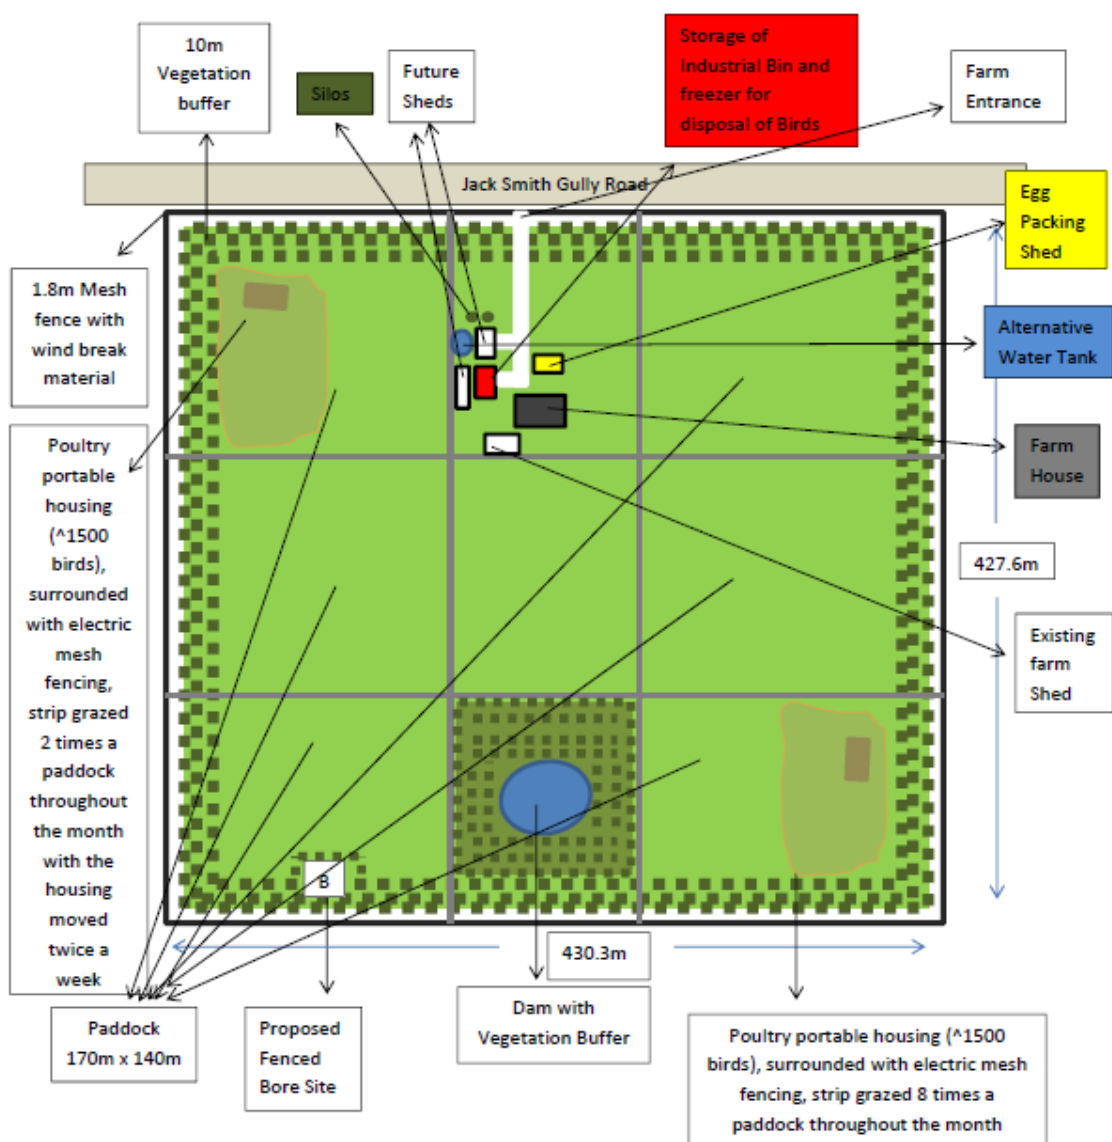 10m
Vegetation
buffer
Silos
Future
Sheds
Storage of
Industrial Bin and
freezer for
disposal of Birds
Farm
Entrance
Jack Smith Gully Road
Egg
Packing
Shed
1.8m Mesh
fence with
wind break
material
Alternative
Water Tank
Poultry
portable
housing
(^1500
birds),
surrounded
with electric
mesh
fencing,
strip grazed
2 times a
paddock
throughout
the month
with the
housing
moved
twice a
week
Farm
House
427.6m
Existing
farm
Shed
B
430.3m
Paddock
170m x 140m
Proposed
Fenced
Bore Site
Dam with
Vegetation Buffer
Poultry portable housing (^1500
birds), surrounded with electric mesh
fencing, strip grazed 8 times a
paddock throughout the month